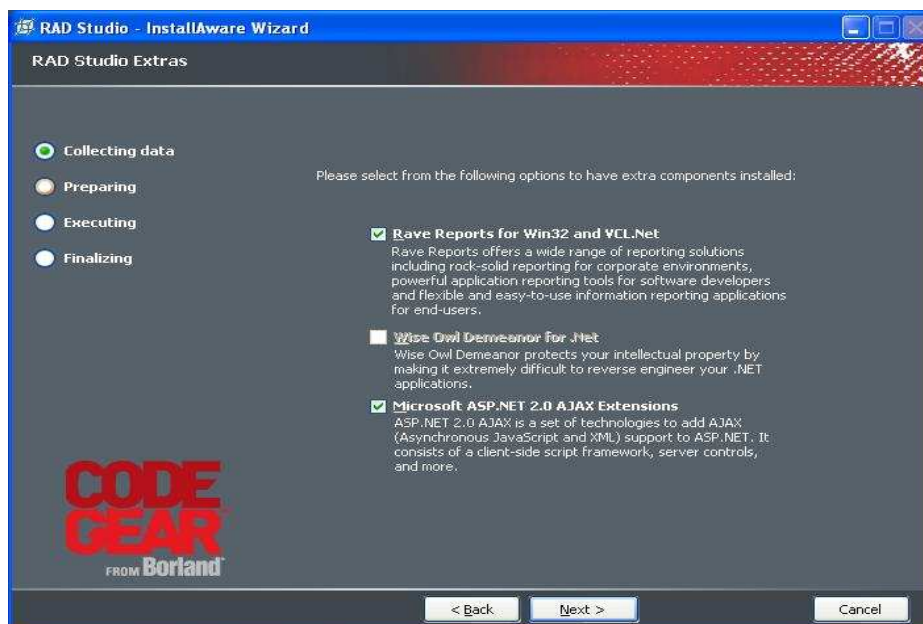 RAD Studio - InstallAware Wizard
RAD Studio Extras
Collecting data
Preparing
Executing
Finalizing
Please select from the following options to have extra components installed:
Rave Reports for Win32 and VCL.Net
Rave Reports offers a wide range of reporting solutions
including rock-solid reporting for corporate environments,
powerful application reporting tools for software developers
and flexible and easy-to-use information reporting applications
for end-users.
Wise Owl Demeanor for .Net
Wise Owl Demeanor protects your intellectual property by
making it extremely difficult to reverse engineer your .NET
applications.
Microsoft ASP.NET 2.0 AJAX Extensions
ASP.NET 2.0 AJAX is a set of technologies to add AJAX
(Asynchronous JavaScript and XML) support to ASP.NET. It
consists of a client-side script framework, server controls,
and more.
CODE
GEAR
FROM Borland
< Back
Next >
Cancel